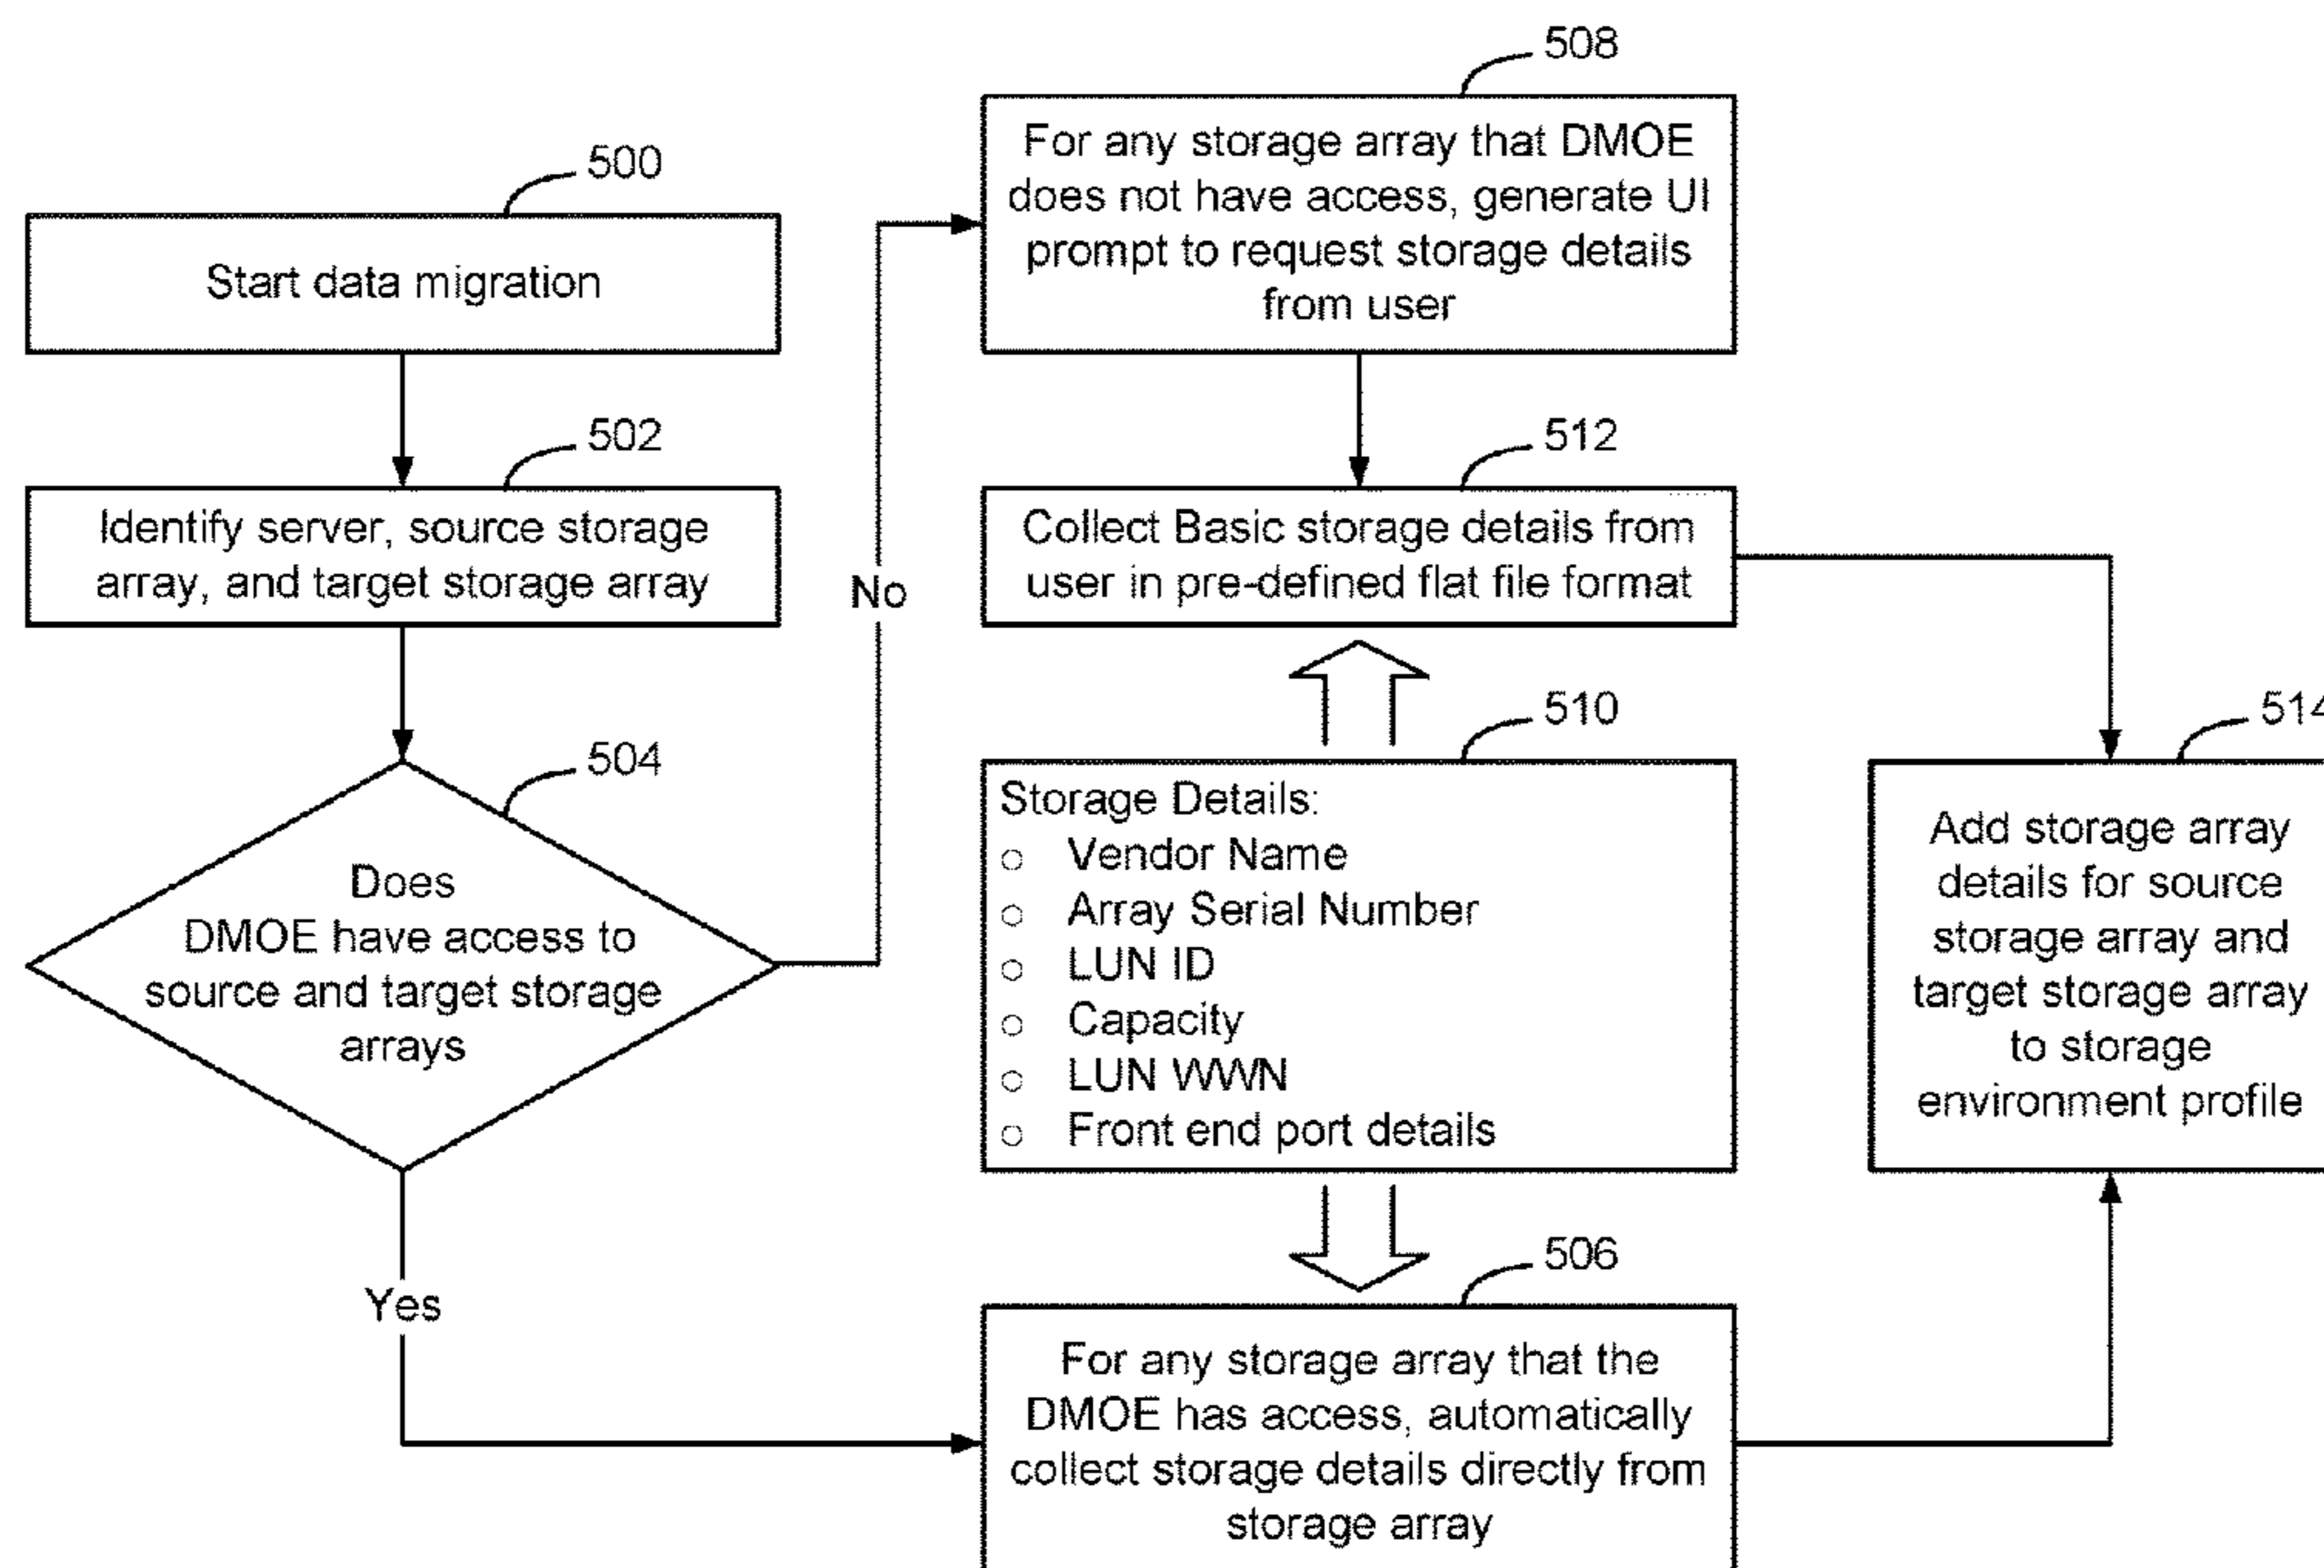 500
Start data migration
502
Identify server, source storage
array, and target storage array
504
Does
DMOE have access to
source and target storage
arrays
No
Yes
508
For any storage array that DMOE
does not have access, generate UI
prompt to request storage details
from user
512
Collect Basic storage details from
user in pre-defined flat file format
510
Storage Details:
○ Vendor Name
○ Array Serial Number
○ LUN ID
○ Capacity
○ LUN WWN
○ Front end port details
506
For any storage array that the
DMOE has access, automatically
collect storage details directly from
storage array
514
Add storage array
details for source
storage array and
target storage array
to storage
environment profile